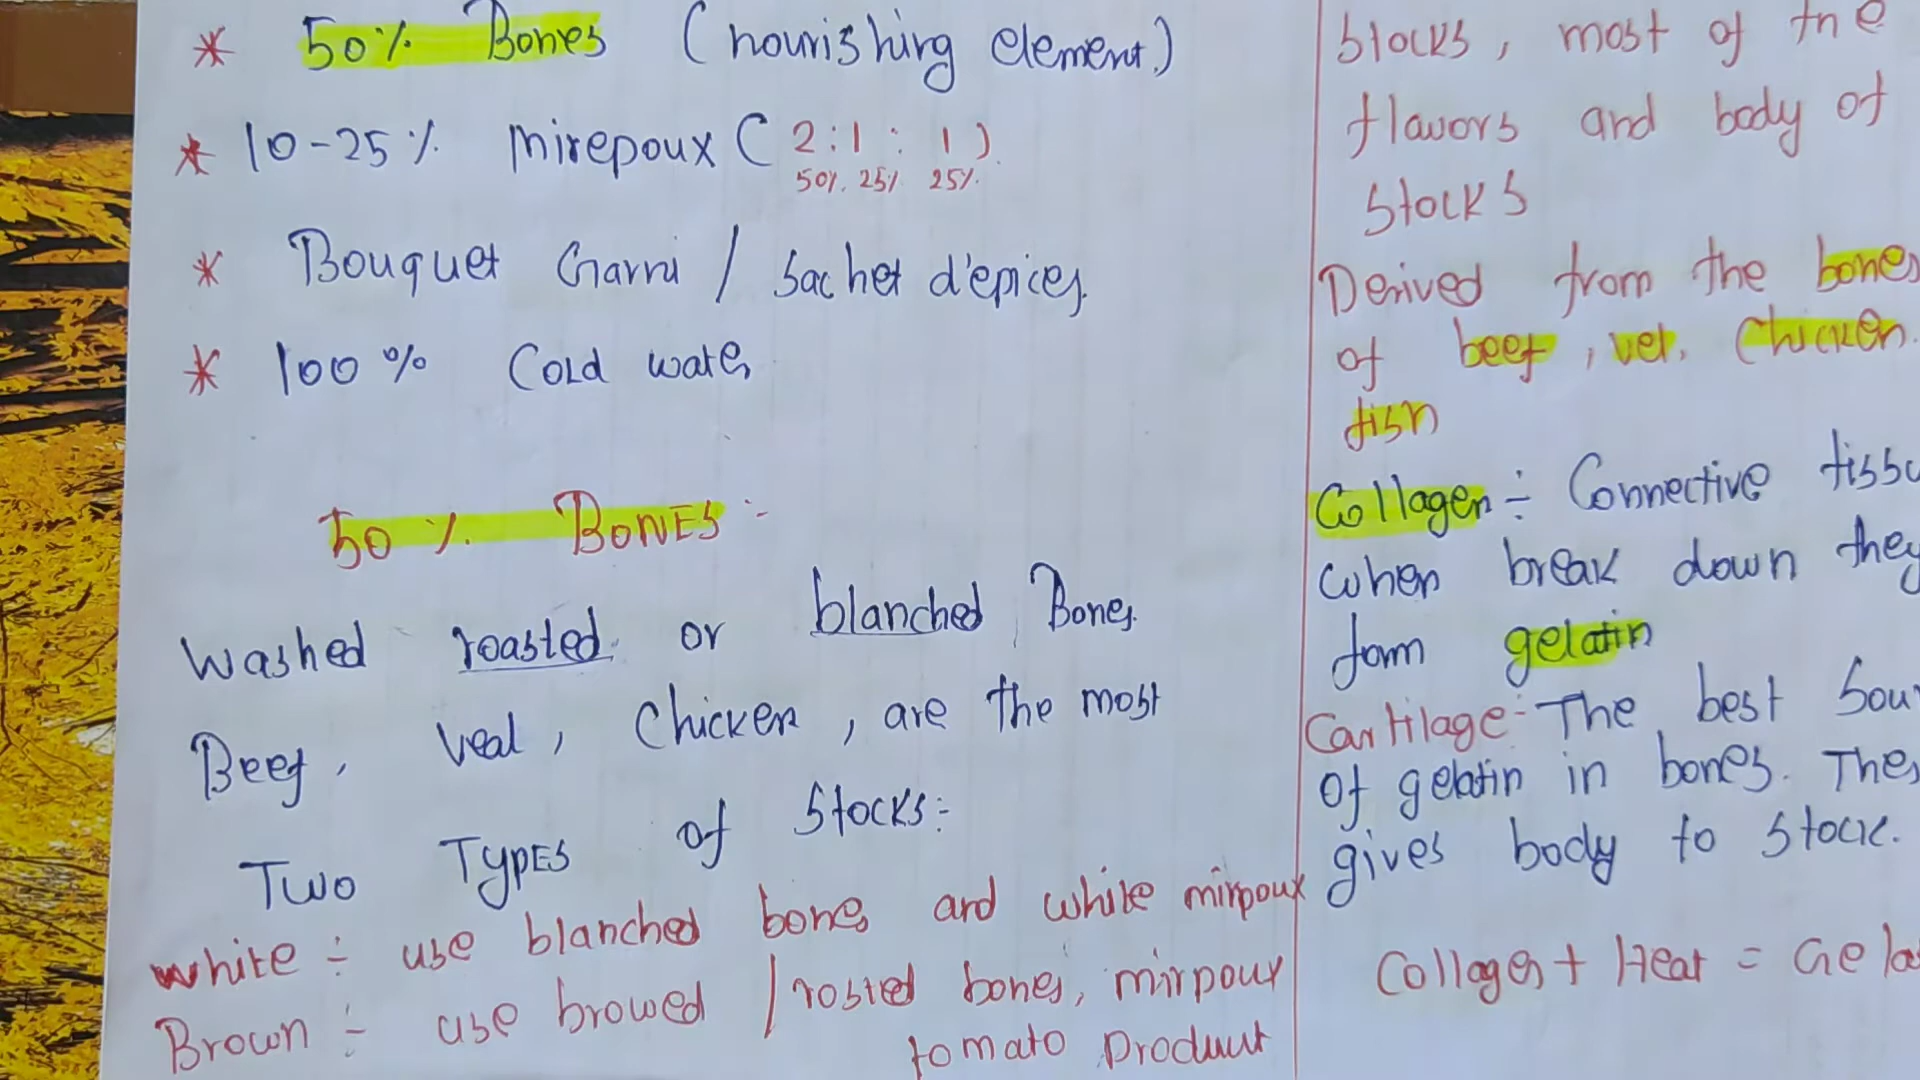 * 50% Bones (nourishing element)
* 10-25% mirepoux (2:1:1)
50% 25% 25%
* Bouquet Garni / Sachet d'epices
* 100% Cold water
50% BONES :-
washed roasted or blanched Bones
Beef, veal, Chicken, are the most
Two Types of Stocks:-
white ÷ use blanched bones and white mirpoux
Brown ÷ use browed / rosted bones, mirpoux
tomato product
stocks, most of the
flavors and body of
stocks
Derived from the bones
of beef, vel, Chicken.
fish
Collagen ÷ Connective tissu
when break down they
form gelatin
Cartilage :- The best Sou
of gelatin in bones. The
gives body to stock.
Collagen + Heat = Gela